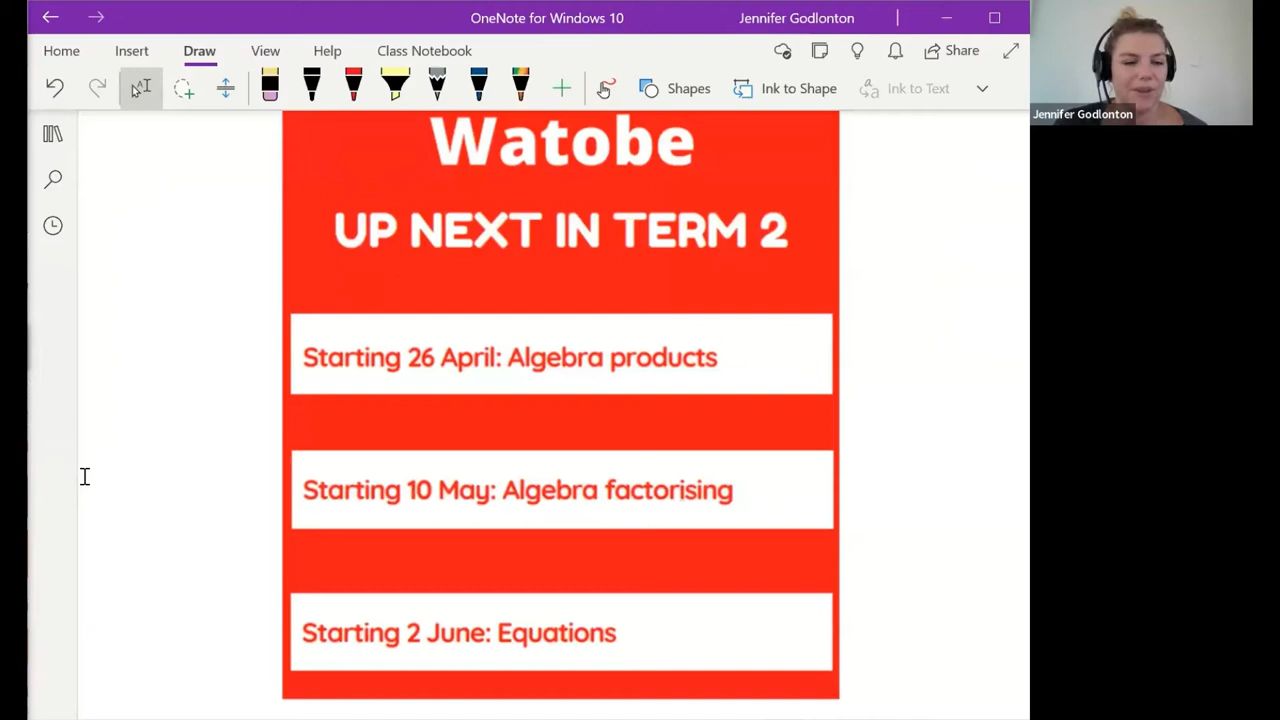 OneNote for Windows 10
Jennifer Godlonton
Home Insert Draw View Help Class Notebook
Share
Shapes
Ink to Shape
Ink to Text
Jennifer Godlonton
Watobe
UP NEXT IN TERM 2
Starting 26 April: Algebra products
Starting 10 May: Algebra factorising
Starting 2 June: Equations